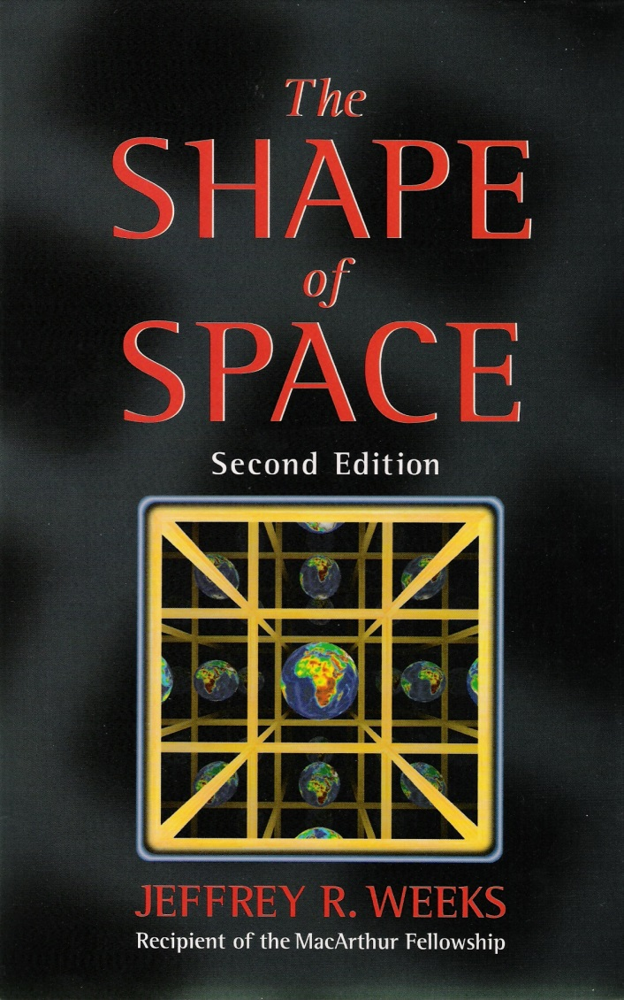 The
SHAPE
of
SPACE
Second Edition
JEFFREY R. WEEKS
Recipient of the MacArthur Fellowship